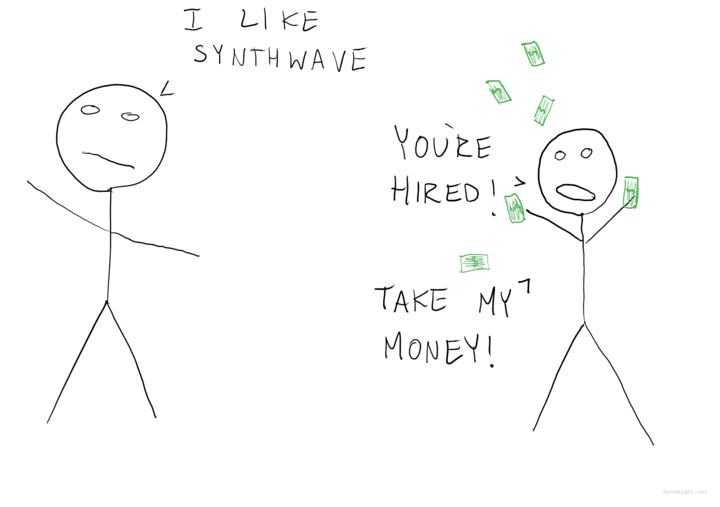 I LIKE
SYNTHWAVE
YOU'RE
HIRED!
TAKE MY
MONEY!
dynomight.net